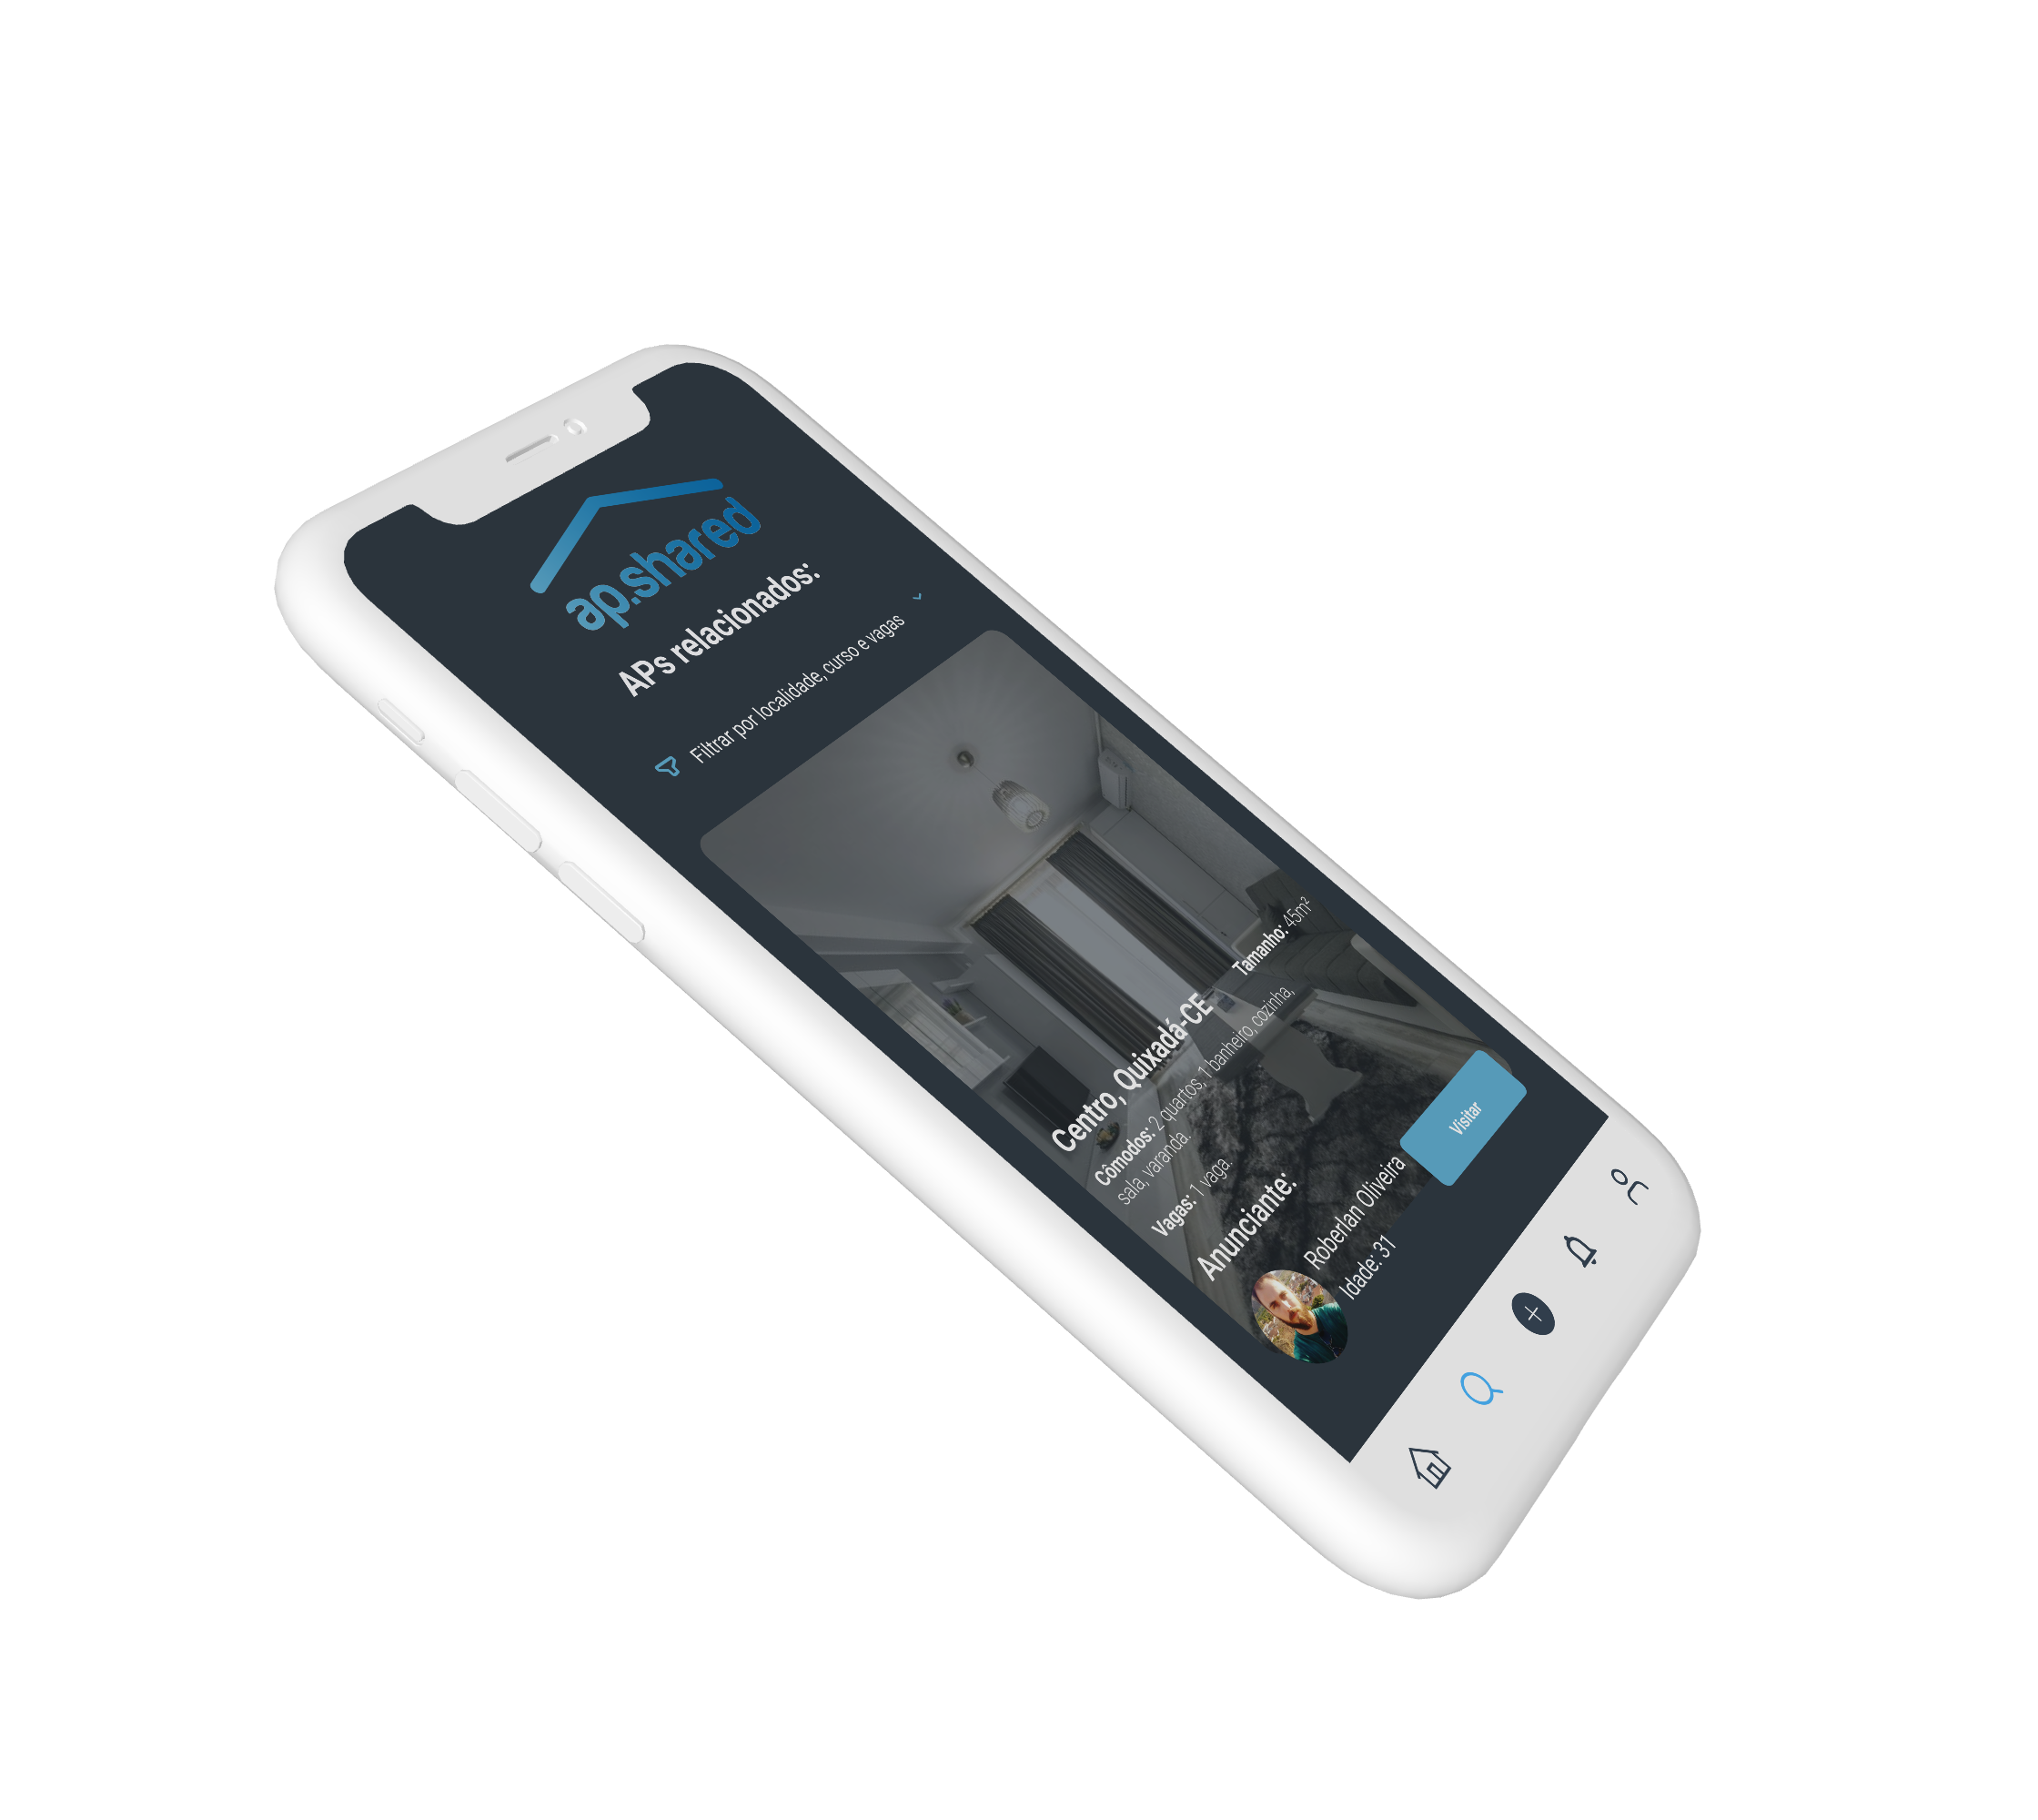 ap.shared
APs relacionados:
Filtrar por localidade, curso e vagas
Centro, Quixadá-CE
Tamanho: 45m²
Cômodos: 2 quartos, 1 banheiro, cozinha,
sala, varanda.
Vagas: 1 vaga.
Anunciante:
Roberlan Oliveira
Idade: 31
Visitar